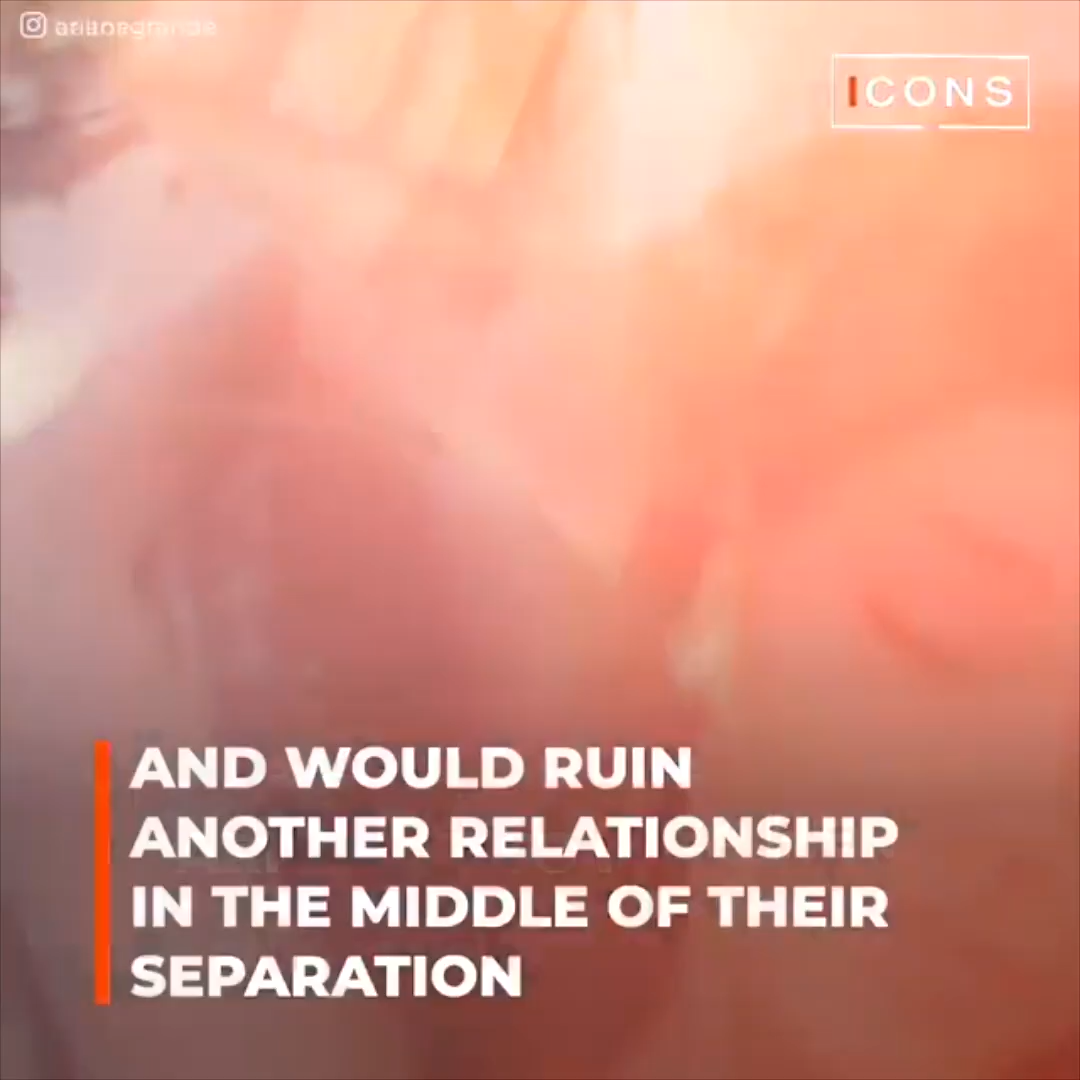 ICONS
AND WOULD RUIN
ANOTHER RELATIONSHIP
IN THE MIDDLE OF THEIR
SEPARATION